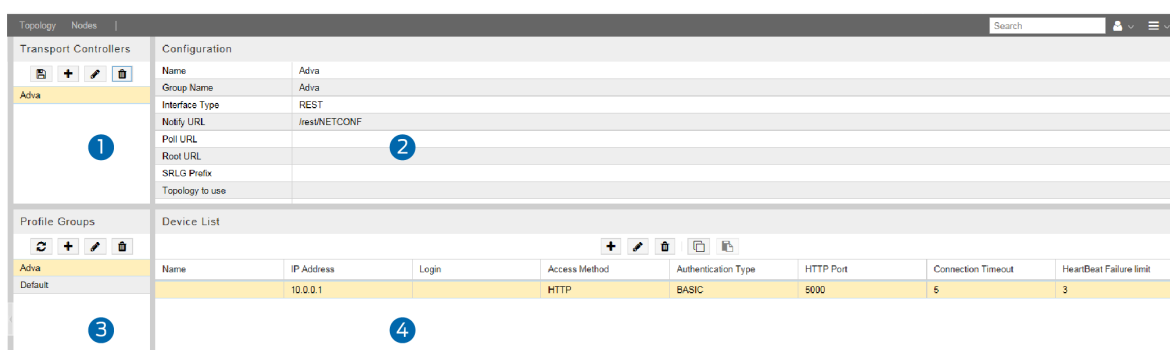 Topology Nodes | Search
Transport Controllers
Adva
1
Configuration
Name Adva
Group Name Adva
Interface Type REST
Notify URL /rest/NETCONF
Poll URL
Root URL
SRLG Prefix
Topology to use
2
Profile Groups
Adva
Default
3
Device List
Name IP Address Login Access Method Authentication Type HTTP Port Connection Timeout HeartBeat Failure limit
10.0.0.1 HTTP BASIC 5000 5 3
4